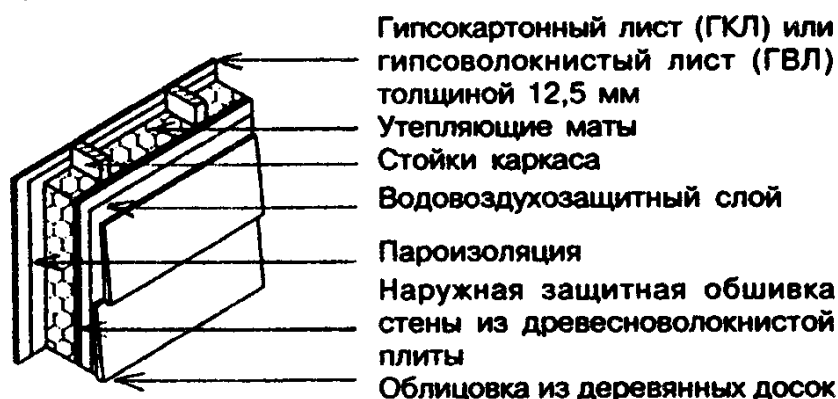 Гипсокартонный лист (ГКЛ) или
гипсоволокнистый лист (ГВЛ)
толщиной 12,5 мм
Утепляющие маты
Стойки каркаса
Водовоздухозащитный слой
Пароизоляция
Наружная защитная обшивка
стены из древесноволокнистой
плиты
Облицовка из деревянных досок